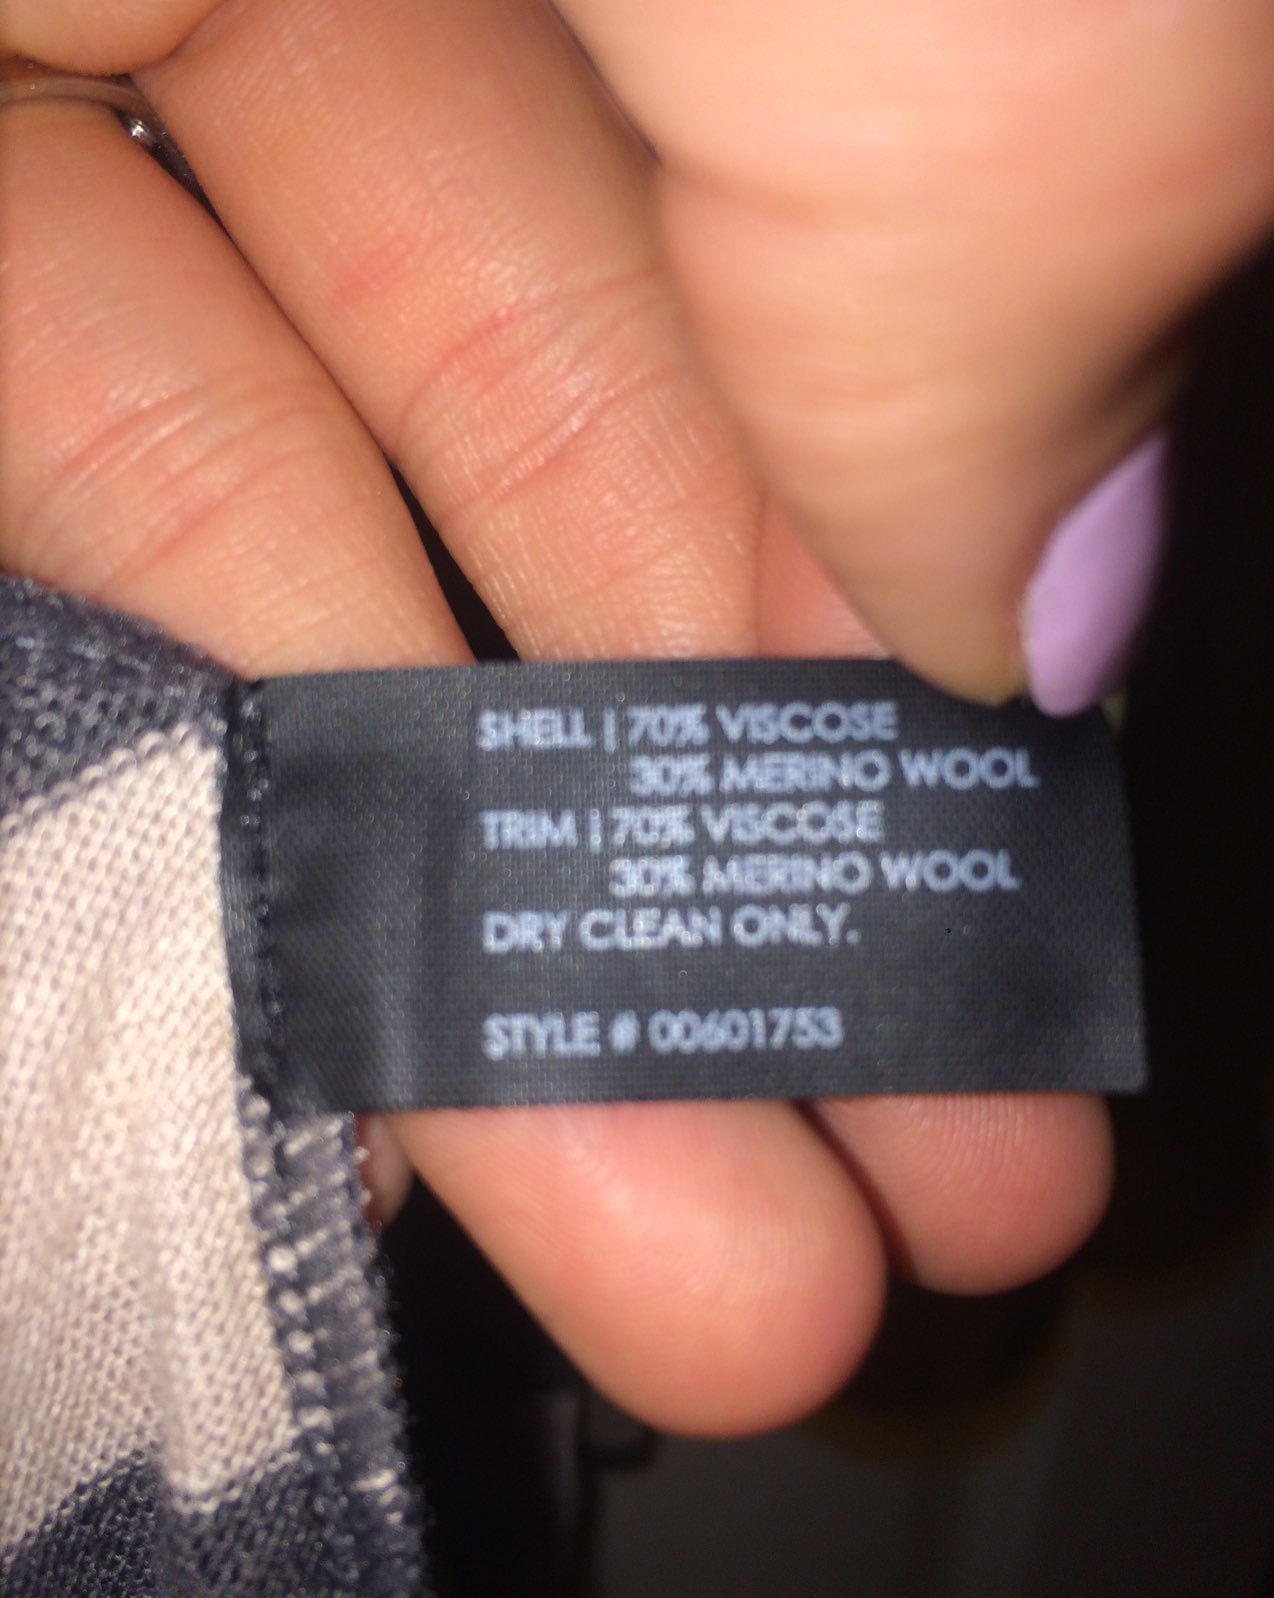 SHELL | 70% VISCOSE
30% MERINO WOOL
TRIM | 70% VISCOSE
30% MERINO WOOL
DRY CLEAN ONLY.
STYLE # 00601753